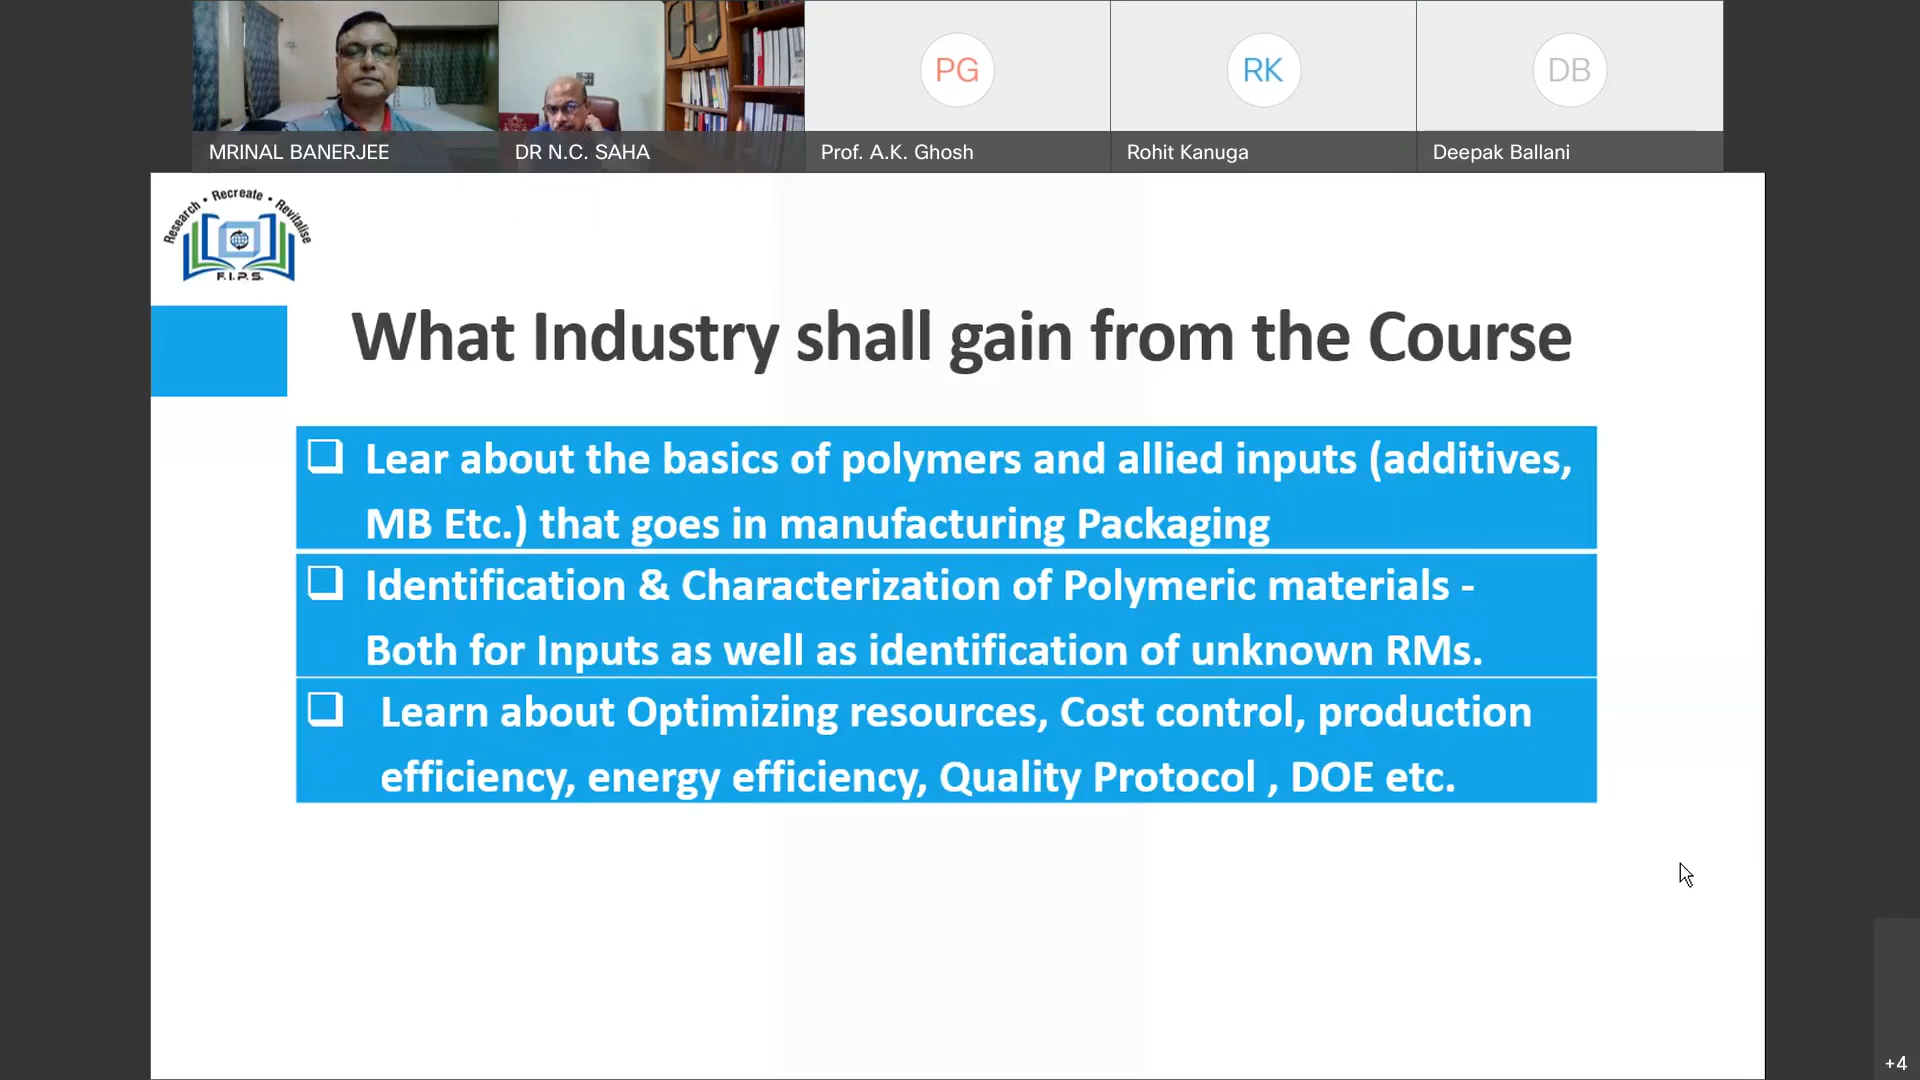 PG
RK
DB
MRINAL BANERJEE
DR N.C. SAHA
Prof. A.K. Ghosh
Rohit Kanuga
Deepak Ballani
Research • Recreate • Revitalise
F.I.P.S.
What Industry shall gain from the Course
❑ Lear about the basics of polymers and allied inputs (additives,
MB Etc.) that goes in manufacturing Packaging
❑ Identification & Characterization of Polymeric materials -
Both for Inputs as well as identification of unknown RMs.
❑ Learn about Optimizing resources, Cost control, production
efficiency, energy efficiency, Quality Protocol , DOE etc.
+4